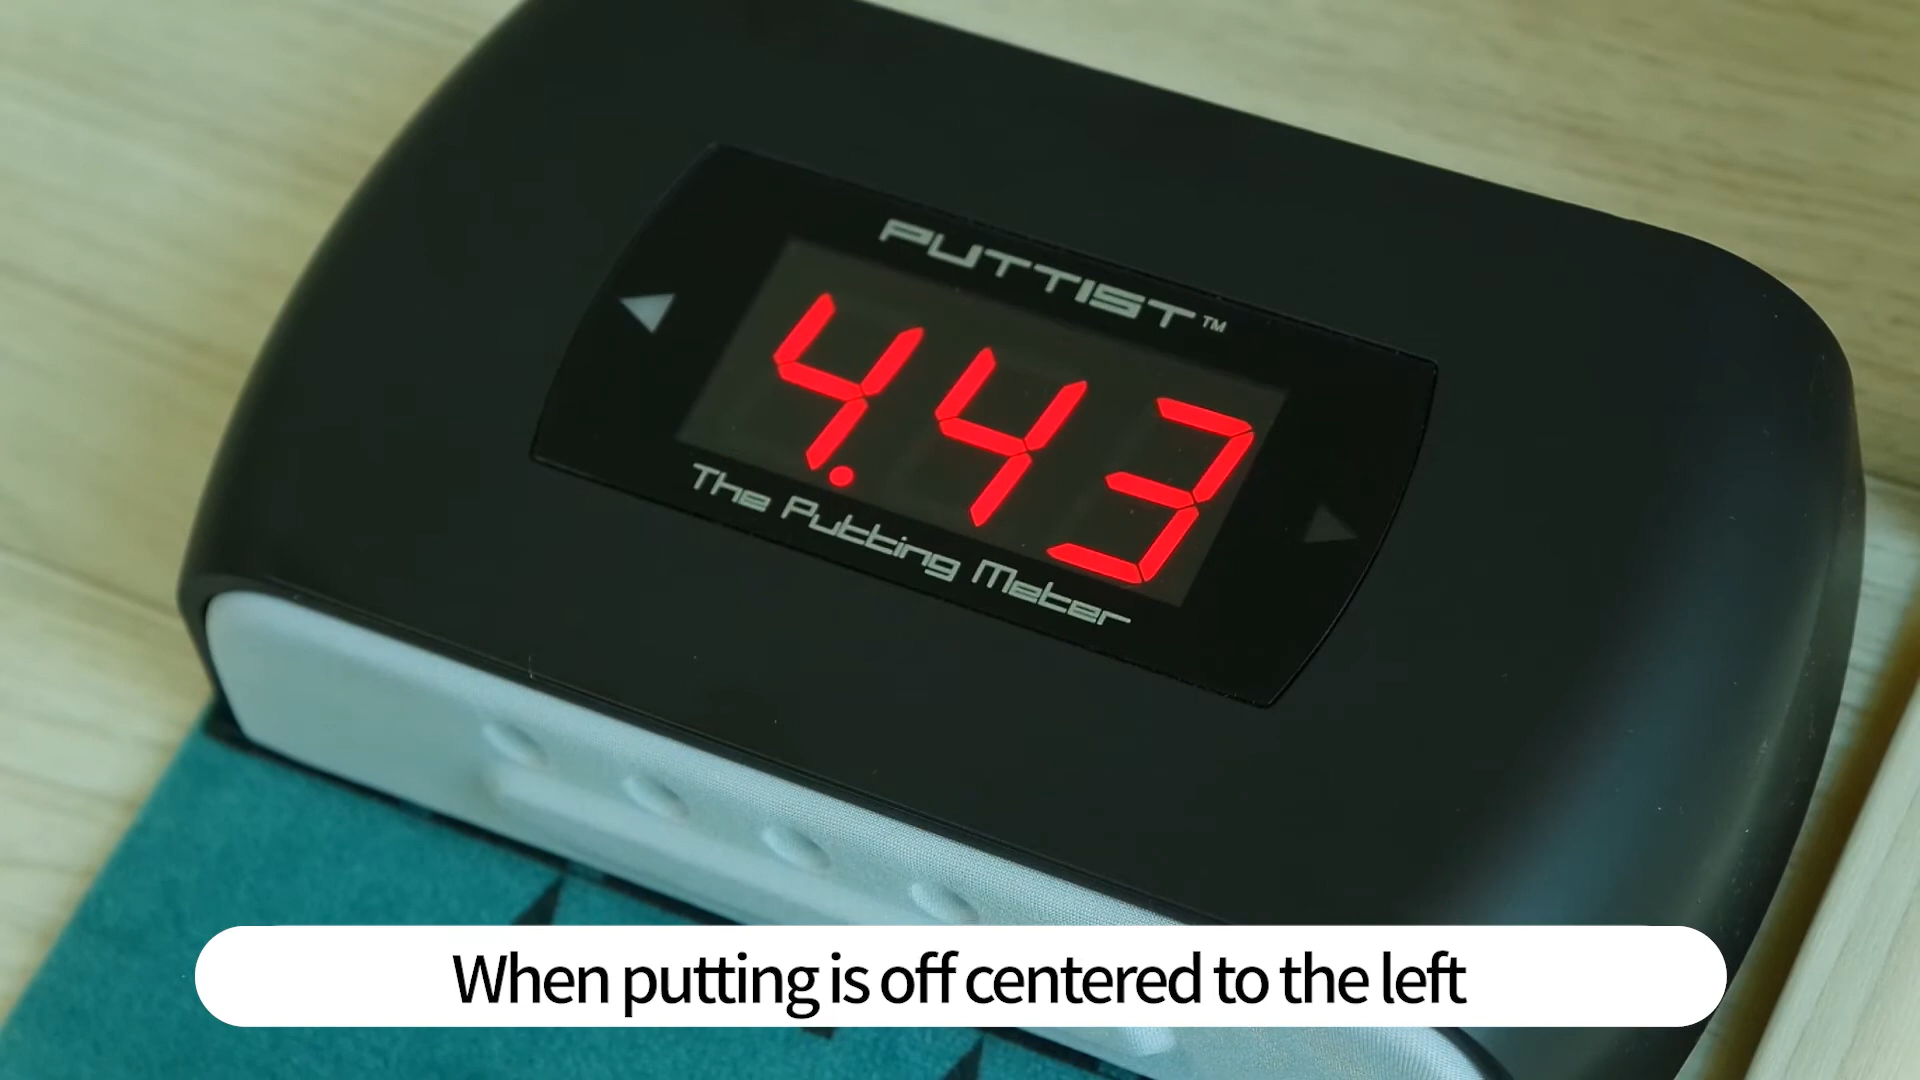 PUTTIST™
4.43
The Putting Meter
When putting is off centered to the left